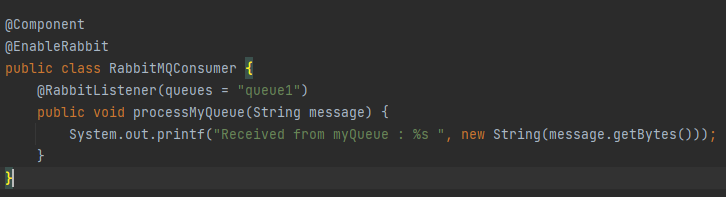 @Component
@EnableRabbit
public class RabbitMQConsumer {
    @RabbitListener(queues = "queue1")
    public void processMyQueue(String message) {
        System.out.printf("Received from myQueue : %s ", new String(message.getBytes()));
    }
}